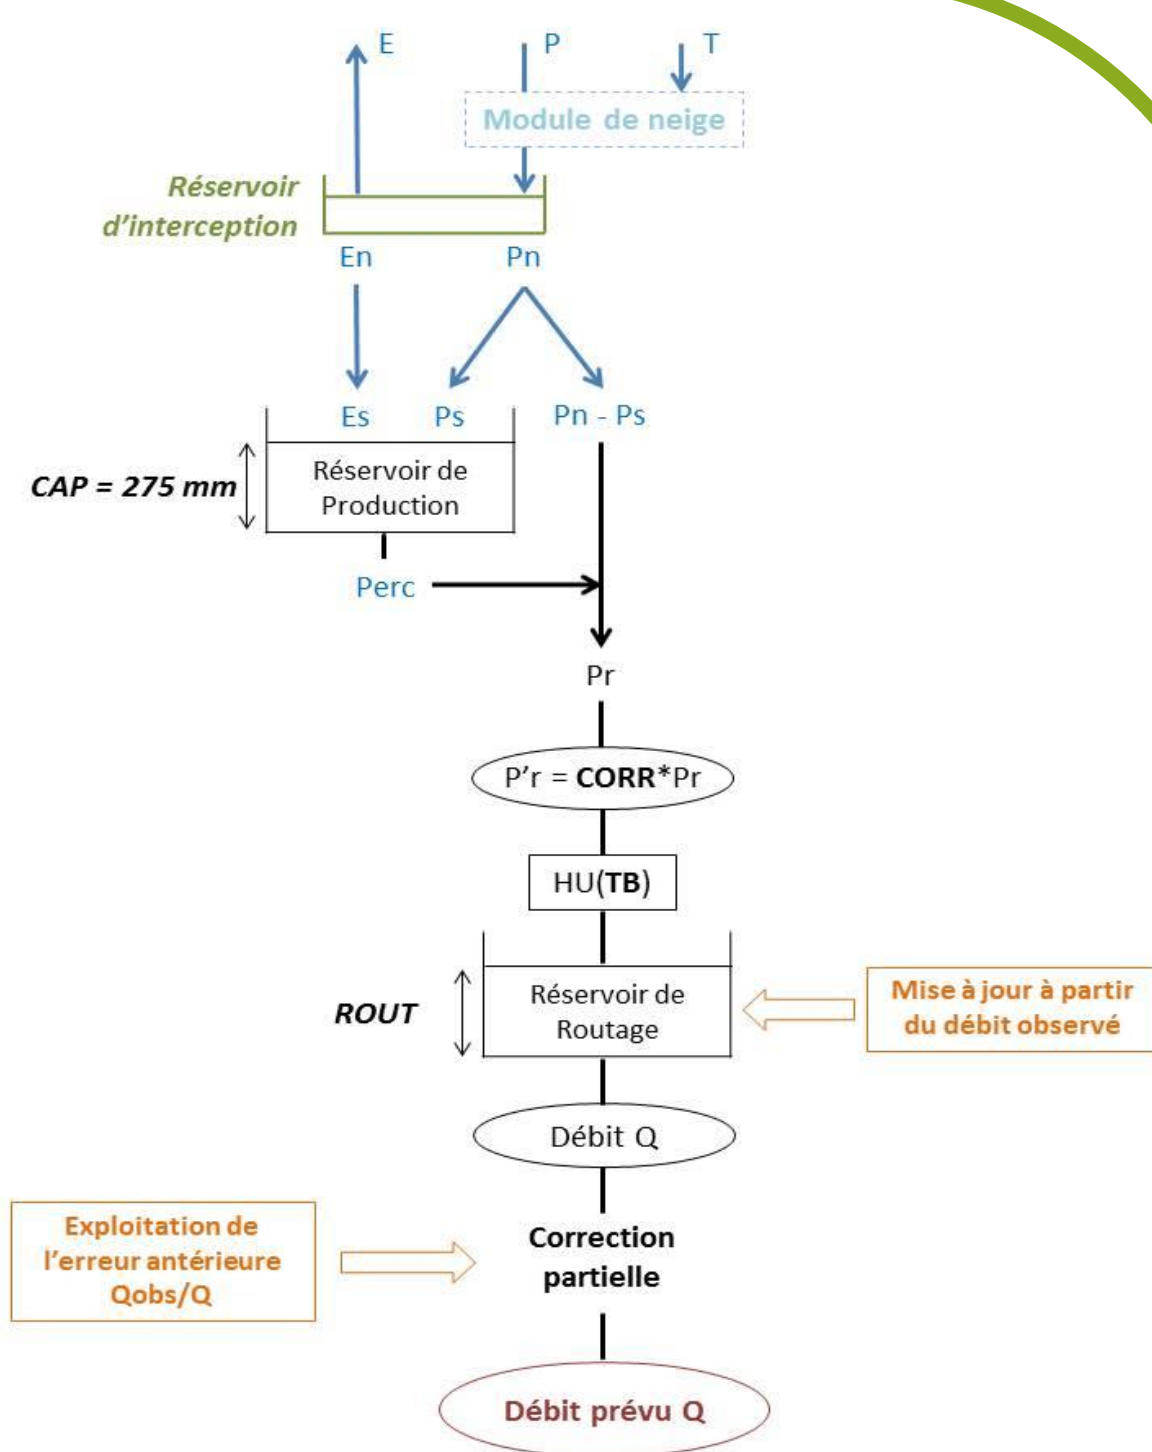 E
P
T
Module de neige
Réservoir
d’interception
En
Pn
Es
Ps
Pn - Ps
CAP = 275 mm
Réservoir de
Production
Perc
Pr
P’r = CORR*Pr
HU(TB)
ROUT
Réservoir de
Routage
Mise à jour à partir
du débit observé
Débit Q
Exploitation de
l’erreur antérieure
Qobs/Q
Correction
partielle
Débit prévu Q